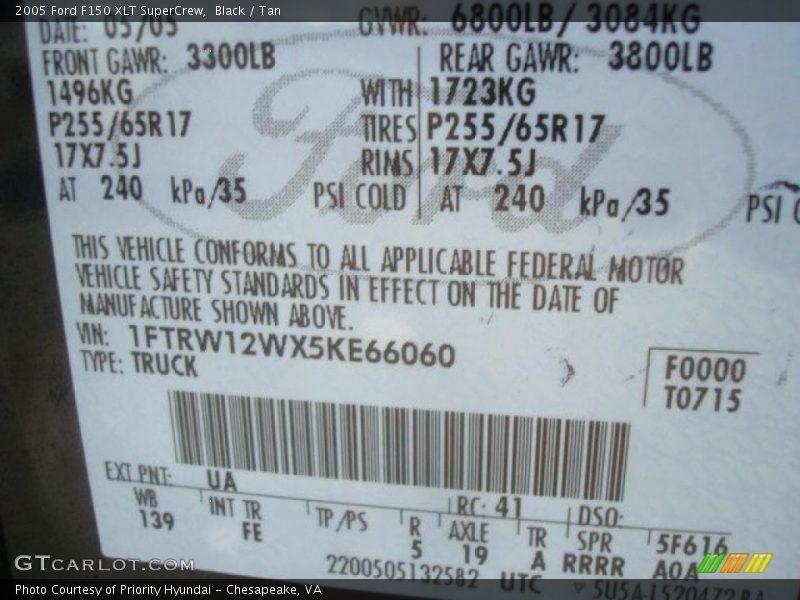 2005 Ford F150 XLT SuperCrew, Black / Tan
DATE: 05/05 GVWR: 6800LB/ 3084KG
FRONT GAWR: 3300LB REAR GAWR: 3800LB
1496KG WITH 1723KG
P255/65R17 TIRES P255/65R17
17X7.5J RIMS 17X7.5J
AT 240 kPa/35 PSI COLD AT 240 kPa/35 PSI
Ford
THIS VEHICLE CONFORMS TO ALL APPLICABLE FEDERAL MOTOR
VEHICLE SAFETY STANDARDS IN EFFECT ON THE DATE OF
MANUFACTURE SHOWN ABOVE.
VIN: 1FTRW12WX5KE66060
TYPE: TRUCK
F0000
T0715
EXT PNT: UA RC: 41 DSO:
WB INT TR TP/PS R AXLE TR SPR 5F616
139 FE 5 19 A RRRR A0A
2200505132582 UTC
GTCARLOT.COM
Photo Courtesy of Priority Hyundai - Chesapeake, VA